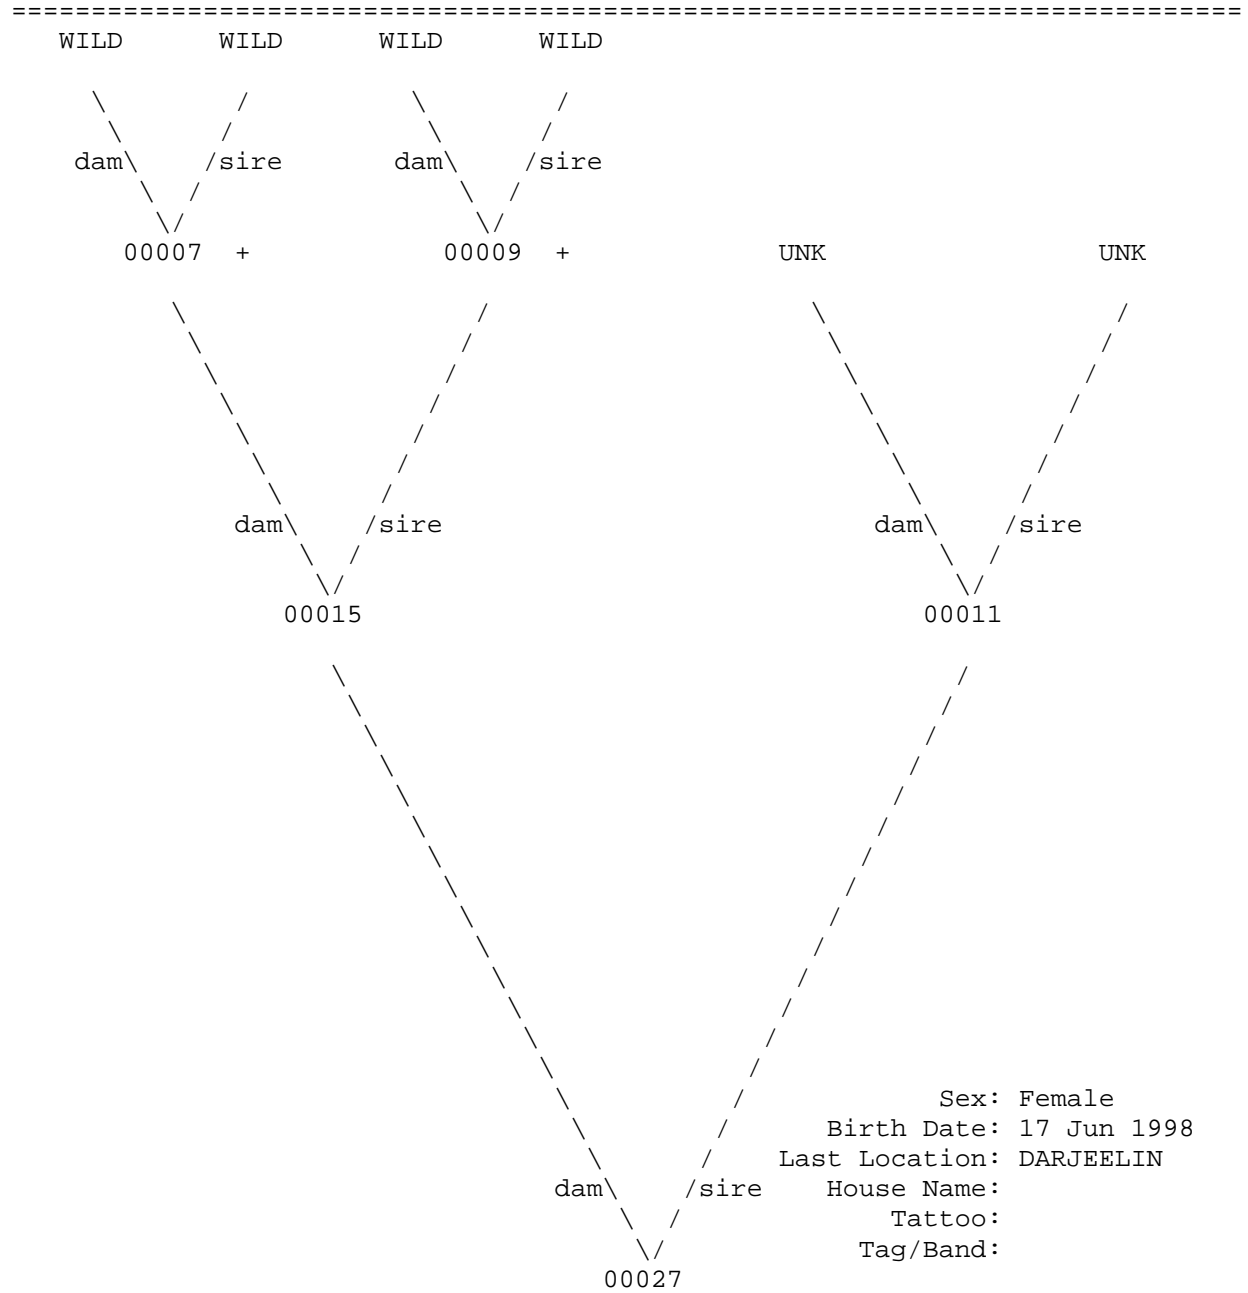 WILD WILD WILD WILD
dam sire dam sire
00007 + 00009 + UNK UNK
dam sire dam sire
00015 00011
Sex: Female
Birth Date: 17 Jun 1998
Last Location: DARJEELIN
dam sire House Name:
Tattoo:
Tag/Band:
00027